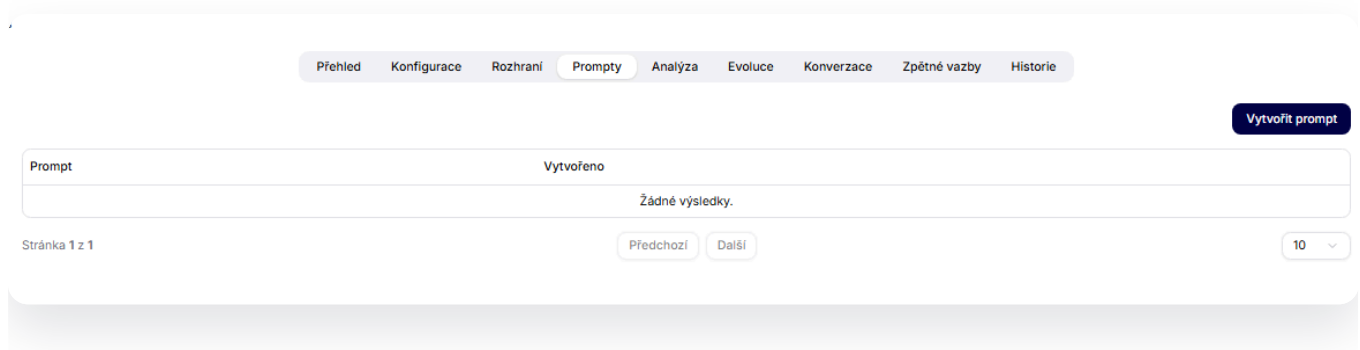 Přehled Konfigurace Rozhraní Prompty Analýza Evoluce Konverzace Zpětné vazby Historie
Vytvořit prompt
Prompt Vytvořeno
Žádné výsledky.
Stránka 1 z 1 Předchozí Další 10